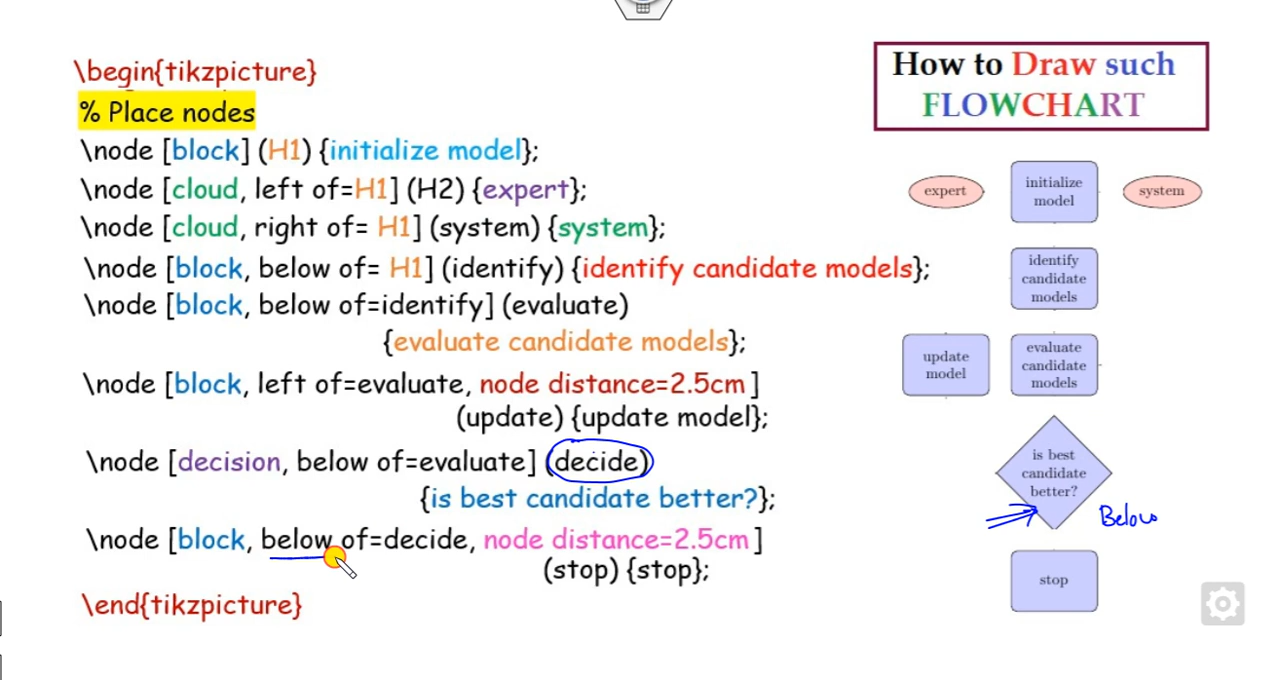 \begin{tikzpicture}
% Place nodes
\node [block] (H1) {initialize model};
\node [cloud, left of=H1] (H2) {expert};
\node [cloud, right of= H1] (system) {system};
\node [block, below of= H1] (identify) {identify candidate models};
\node [block, below of=identify] (evaluate)
{evaluate candidate models};
\node [block, left of=evaluate, node distance=2.5cm ]
(update) {update model};
\node [decision, below of=evaluate] (decide)
{is best candidate better?};
\node [block, below of=decide, node distance=2.5cm ]
(stop) {stop};
\end{tikzpicture}
How to Draw such
FLOWCHART
expert
initialize
model
system
identify
candidate
models
update
model
evaluate
candidate
models
is best
candidate
better?
Below
stop